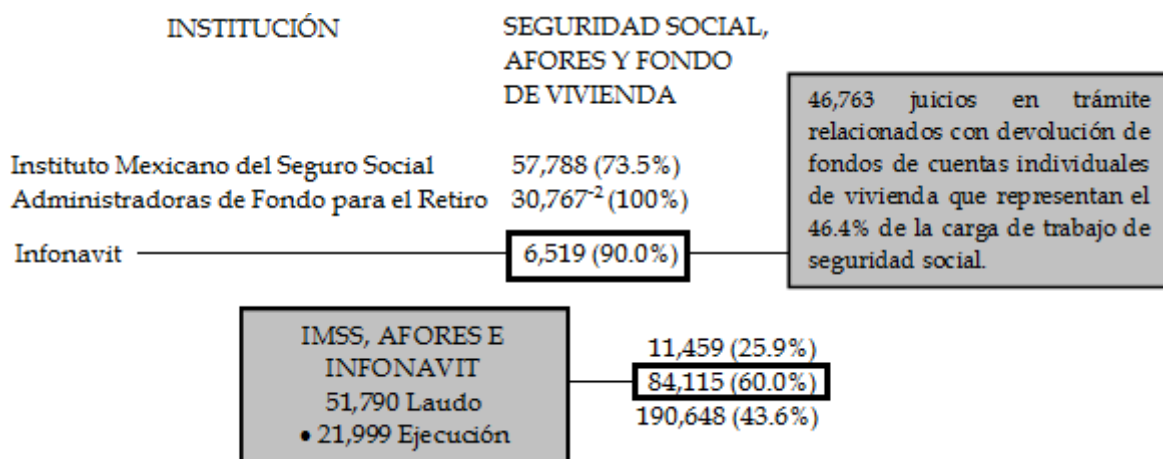 INSTITUCIÓN
SEGURIDAD SOCIAL,
AFORES Y FONDO
DE VIVIENDA
Instituto Mexicano del Seguro Social 57,788 (73.5%)
Administradoras de Fondo para el Retiro 30,767-2 (100%)
Infonavit 6,519 (90.0%)
46,763 juicios en trámite
relacionados con devolución de
fondos de cuentas individuales
de vivienda que representan el
46.4% de la carga de trabajo de
seguridad social.
IMSS, AFORES E
INFONAVIT
51,790 Laudo
• 21,999 Ejecución
11,459 (25.9%)
84,115 (60.0%)
190,648 (43.6%)